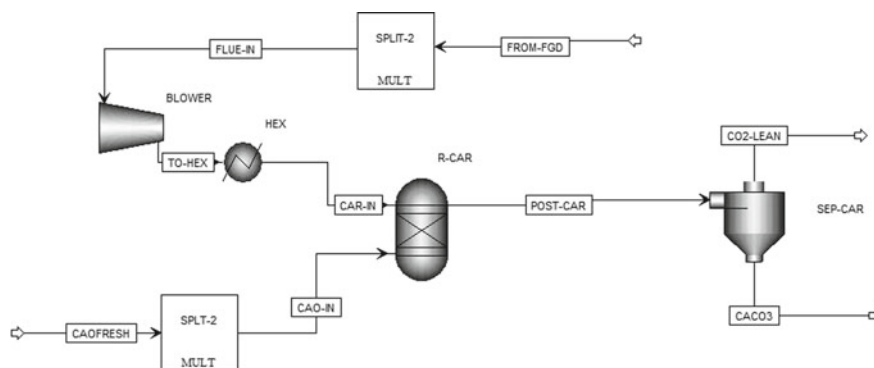 SPLIT-2
MULT
FLUE-IN
FROM-FGD
BLOWER
HEX
TO-HEX
R-CAR
CAR-IN
POST-CAR
CO2-LEAN
SEP-CAR
CAO-IN
CAOFRESH
SPLT-2
MULT
CACO3